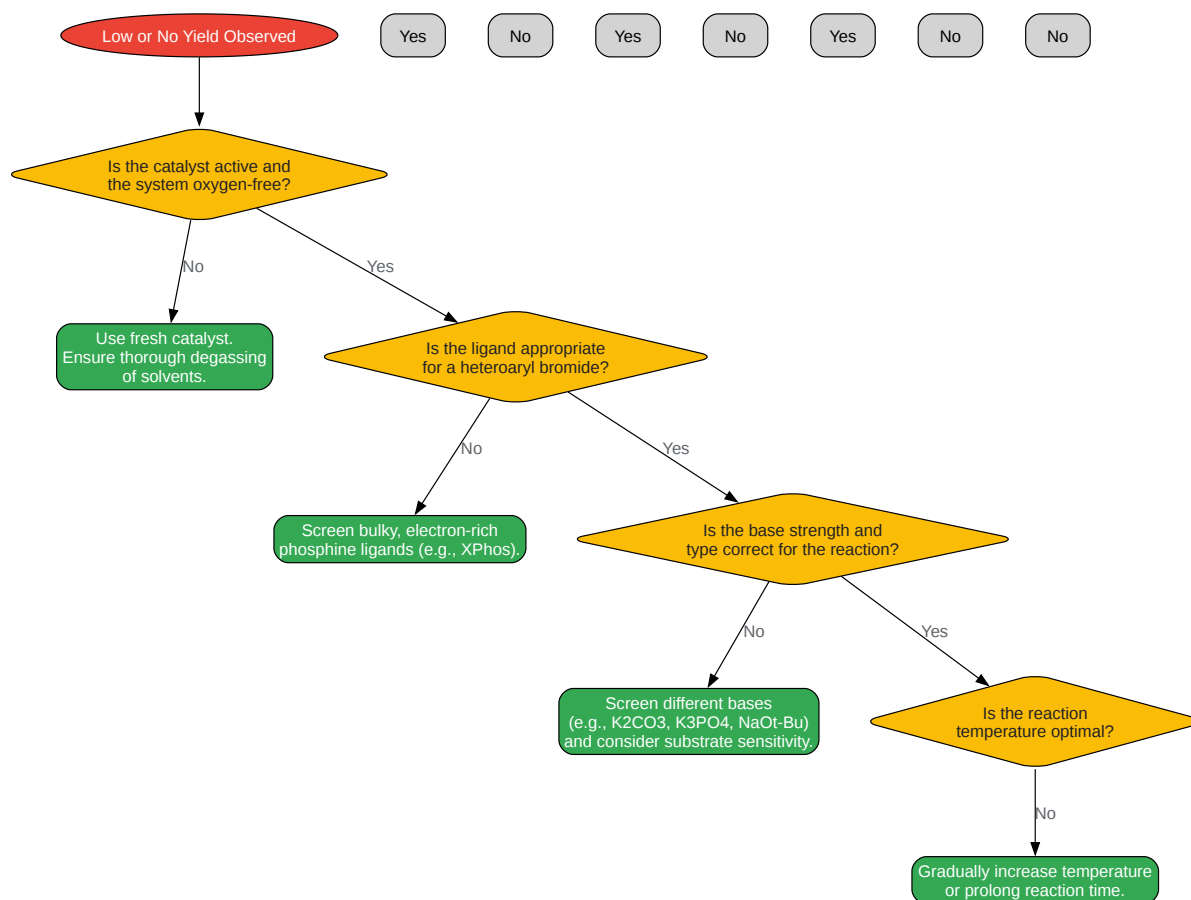 Low or No Yield Observed
Yes
No
Yes
No
Yes
No
No
Is the catalyst active and
the system oxygen-free?
No
Yes
Use fresh catalyst.
Ensure thorough degassing
of solvents.
Is the ligand appropriate
for a heteroaryl bromide?
No
Yes
Screen bulky, electron-rich
phosphine ligands (e.g., XPhos).
Is the base strength and
type correct for the reaction?
No
Yes
Screen different bases
(e.g., K2CO3, K3PO4, NaOt-Bu)
and consider substrate sensitivity.
Is the reaction
temperature optimal?
No
Gradually increase temperature
or prolong reaction time.